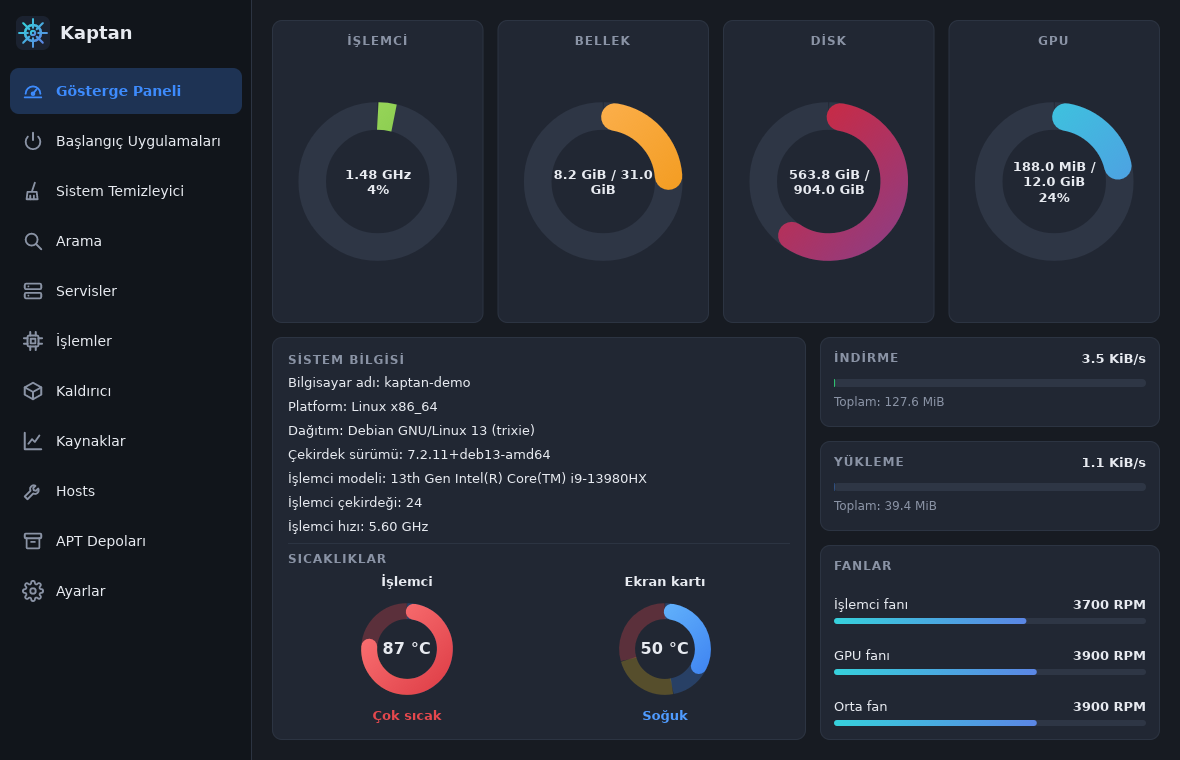 Kaptan
Gösterge Paneli
Başlangıç Uygulamaları
Sistem Temizleyici
Arama
Servisler
İşlemler
Kaldırıcı
Kaynaklar
Hosts
APT Depoları
Ayarlar
İŞLEMCİ
1.48 GHz
4%
BELLEK
8.2 GiB / 31.0
GiB
DİSK
563.8 GiB /
904.0 GiB
GPU
188.0 MiB /
12.0 GiB
24%
SİSTEM BİLGİSİ
Bilgisayar adı: kaptan-demo
Platform: Linux x86_64
Dağıtım: Debian GNU/Linux 13 (trixie)
Çekirdek sürümü: 7.2.11+deb13-amd64
İşlemci modeli: 13th Gen Intel(R) Core(TM) i9-13980HX
İşlemci çekirdeği: 24
İşlemci hızı: 5.60 GHz
SICAKLIKLAR
İşlemci
87 °C
Çok sıcak
Ekran kartı
50 °C
Soğuk
İNDİRME 3.5 KiB/s
Toplam: 127.6 MiB
YÜKLEME 1.1 KiB/s
Toplam: 39.4 MiB
FANLAR
İşlemci fanı 3700 RPM
GPU fanı 3900 RPM
Orta fan 3900 RPM